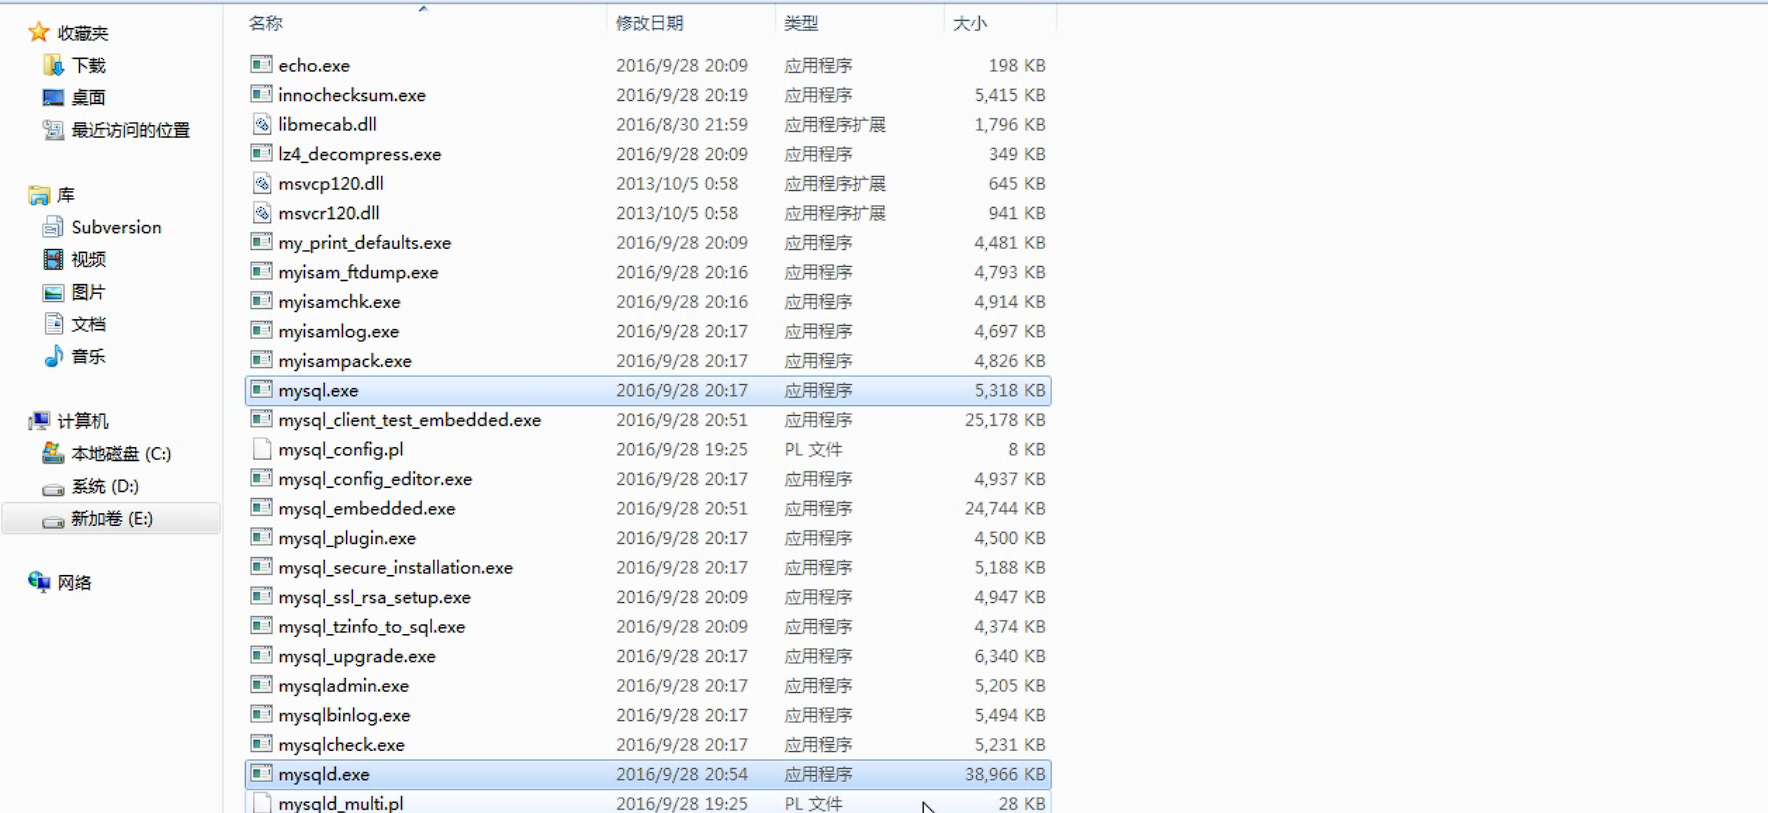 收藏夹
下载
桌面
最近访问的位置
库
Subversion
视频
图片
文档
音乐
计算机
本地磁盘 (C:)
系统 (D:)
新加卷 (E:)
网络
名称 修改日期 类型 大小
echo.exe 2016/9/28 20:09 应用程序 198 KB
innochecksum.exe 2016/9/28 20:19 应用程序 5,415 KB
libmecab.dll 2016/8/30 21:59 应用程序扩展 1,796 KB
lz4_decompress.exe 2016/9/28 20:09 应用程序 349 KB
msvcp120.dll 2013/10/5 0:58 应用程序扩展 645 KB
msvcr120.dll 2013/10/5 0:58 应用程序扩展 941 KB
my_print_defaults.exe 2016/9/28 20:09 应用程序 4,481 KB
myisam_ftdump.exe 2016/9/28 20:16 应用程序 4,793 KB
myisamchk.exe 2016/9/28 20:16 应用程序 4,914 KB
myisamlog.exe 2016/9/28 20:17 应用程序 4,697 KB
myisampack.exe 2016/9/28 20:17 应用程序 4,826 KB
mysql.exe 2016/9/28 20:17 应用程序 5,318 KB
mysql_client_test_embedded.exe 2016/9/28 20:51 应用程序 25,178 KB
mysql_config.pl 2016/9/28 19:25 PL 文件 8 KB
mysql_config_editor.exe 2016/9/28 20:17 应用程序 4,937 KB
mysql_embedded.exe 2016/9/28 20:51 应用程序 24,744 KB
mysql_plugin.exe 2016/9/28 20:17 应用程序 4,500 KB
mysql_secure_installation.exe 2016/9/28 20:17 应用程序 5,188 KB
mysql_ssl_rsa_setup.exe 2016/9/28 20:09 应用程序 4,947 KB
mysql_tzinfo_to_sql.exe 2016/9/28 20:09 应用程序 4,374 KB
mysql_upgrade.exe 2016/9/28 20:17 应用程序 6,340 KB
mysqladmin.exe 2016/9/28 20:17 应用程序 5,205 KB
mysqlbinlog.exe 2016/9/28 20:17 应用程序 5,494 KB
mysqlcheck.exe 2016/9/28 20:17 应用程序 5,231 KB
mysqld.exe 2016/9/28 20:54 应用程序 38,966 KB
mysqld_multi.pl 2016/9/28 19:25 PL 文件 28 KB